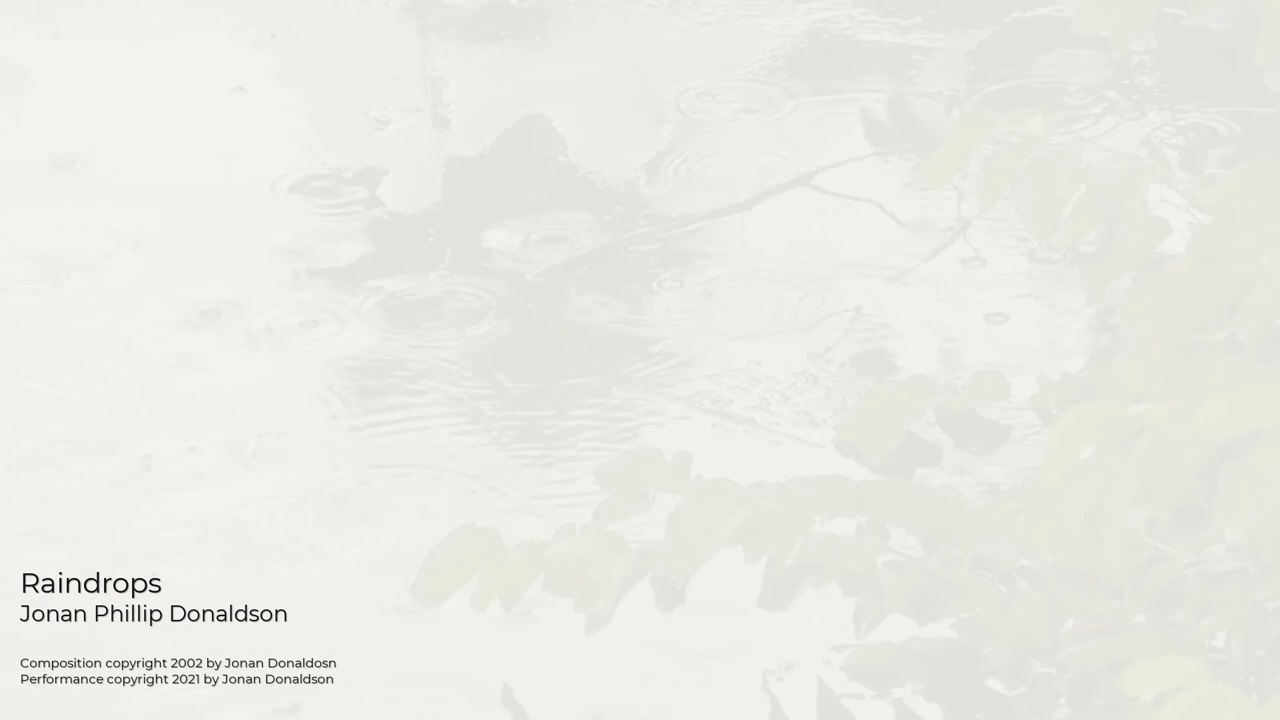 Raindrops
Jonan Phillip Donaldson
Composition copyright 2002 by Jonan Donaldosn
Performance copyright 2021 by Jonan Donaldson